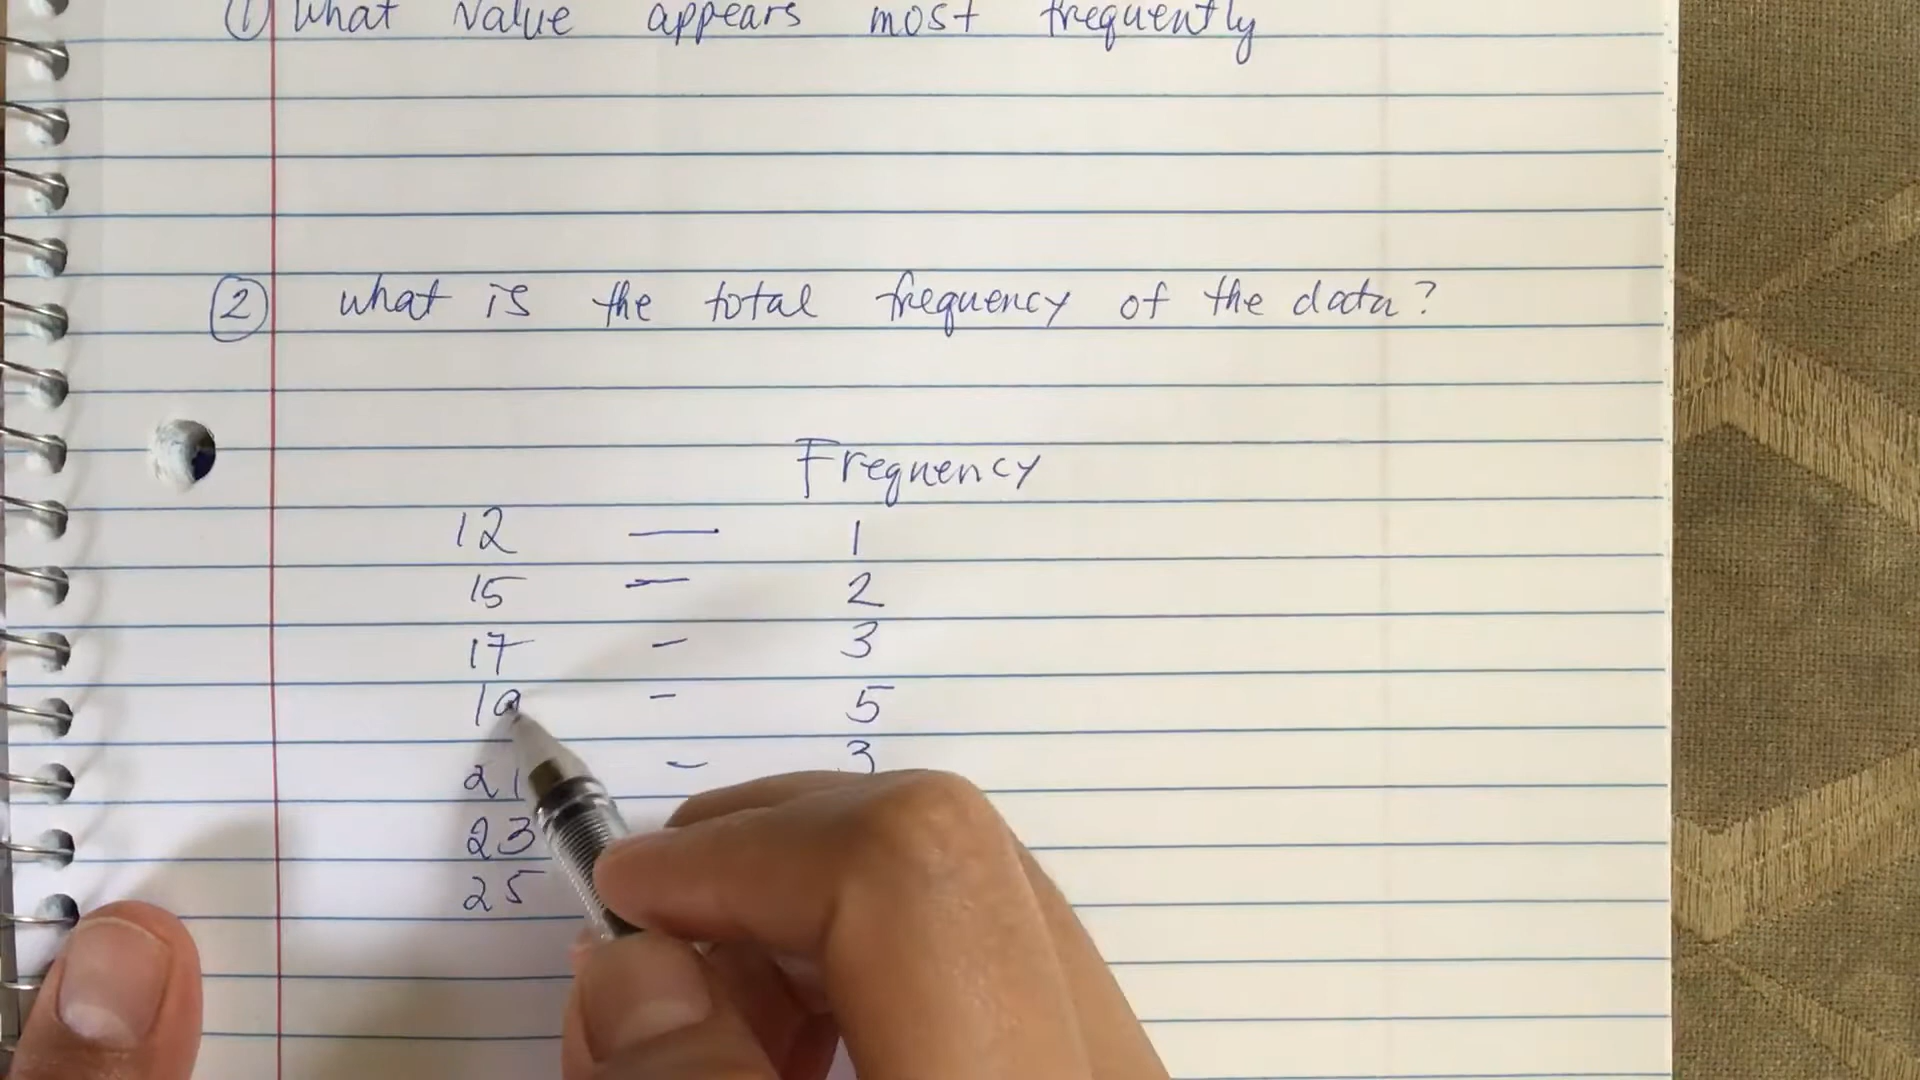 ① What value appears most frequently
② what is the total frequency of the data?
Frequency
12 — 1
15 — 2
17 - 3
19 - 5
21 - 3
23
25